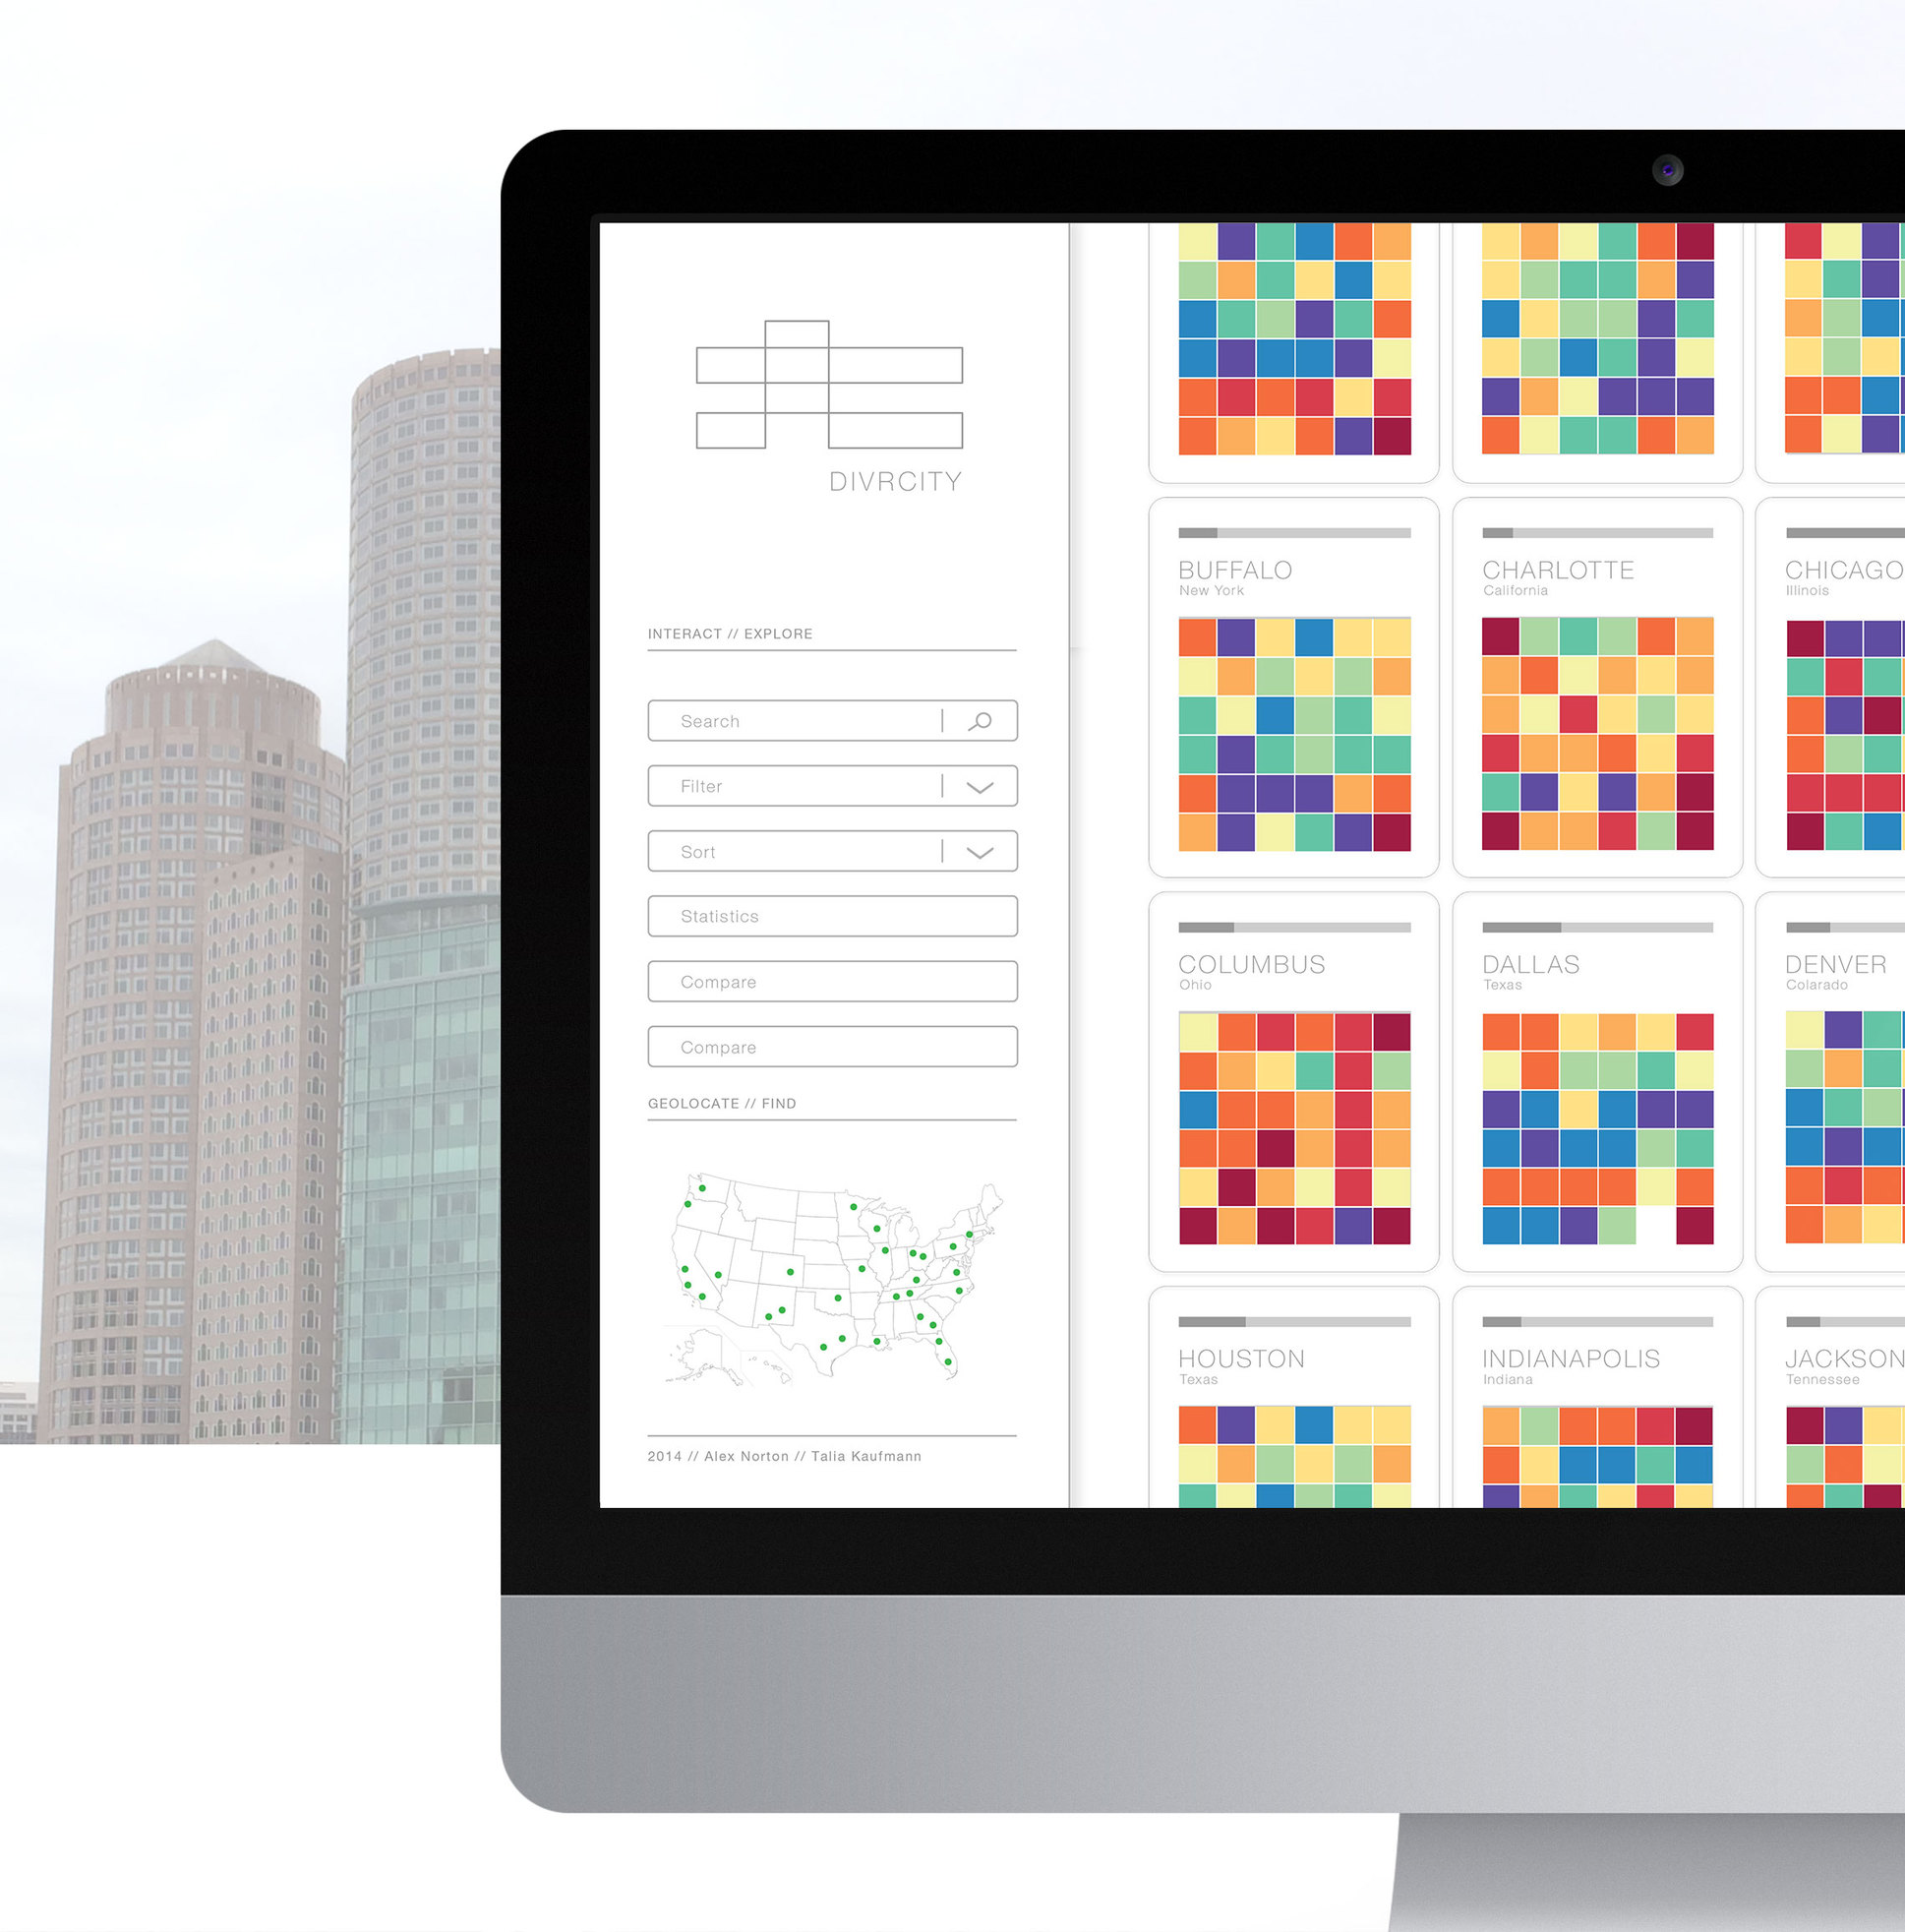 DIVRCITY
INTERACT // EXPLORE
Search
Filter
Sort
Statistics
Compare
Compare
GEOLOCATE // FIND
2014 // Alex Norton // Talia Kaufmann
BUFFALO
New York
CHARLOTTE
California
CHICAGO
Illinois
COLUMBUS
Ohio
DALLAS
Texas
DENVER
Colarado
HOUSTON
Texas
INDIANAPOLIS
Indiana
JACKSON
Tennessee